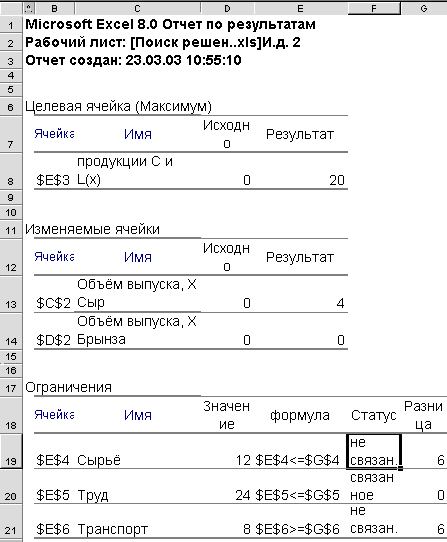 A B C D E F G
1 Microsoft Excel 8.0 Отчет по результатам
2 Рабочий лист: [Поиск решен..xls]И.д. 2
3 Отчет создан: 23.03.03 10:55:10
4
5
6 Целевая ячейка (Максимум)
7 Ячейка Имя Исходно Результат
продукции С и
8 $E$3 L(x) 0 20
9
10
11 Изменяемые ячейки
12 Ячейка Имя Исходно Результат
Объём выпуска, X
13 $C$2 Сыр 0 4
Объём выпуска, X
14 $D$2 Брынза 0 0
15
16
17 Ограничения
18 Ячейка Имя Значение формула Статус Разница
19 $E$4 Сырьё 12 $E$4<=$G$4 не связан. 6
20 $E$5 Труд 24 $E$5<=$G$5 связанное 0
21 $E$6 Транспорт 8 $E$6>=$G$6 не связан. 6